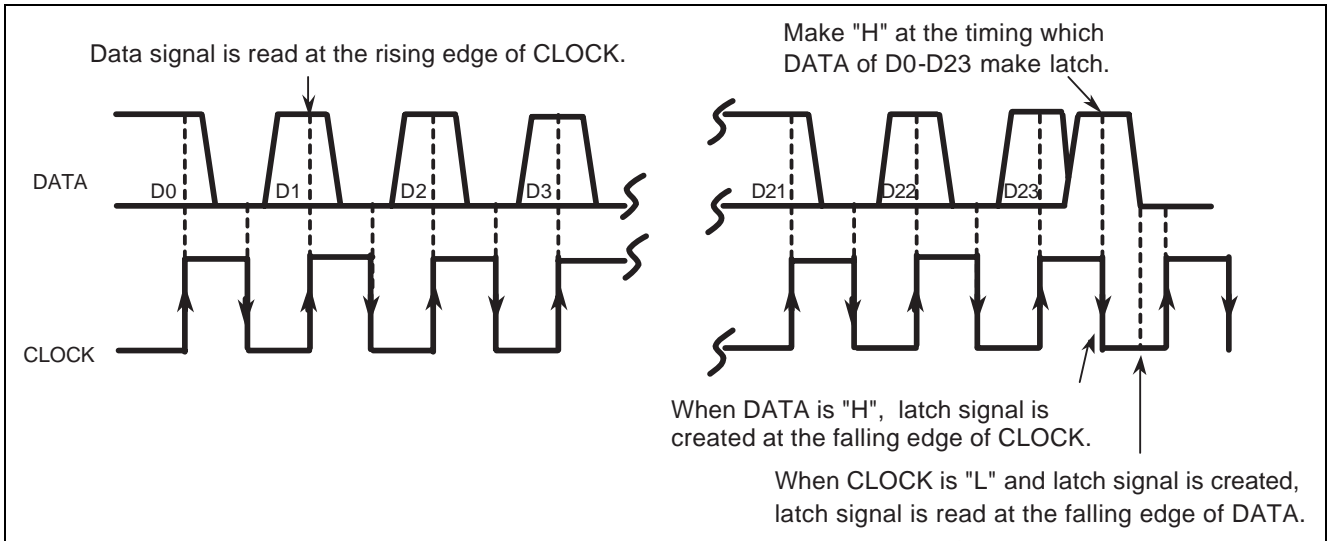 Data signal is read at the rising edge of CLOCK.
Make "H" at the timing which
DATA of D0-D23 make latch.
DATA
D0
D1
D2
D3
D21
D22
D23
CLOCK
When DATA is "H", latch signal is
created at the falling edge of CLOCK.
When CLOCK is "L" and latch signal is created,
latch signal is read at the falling edge of DATA.